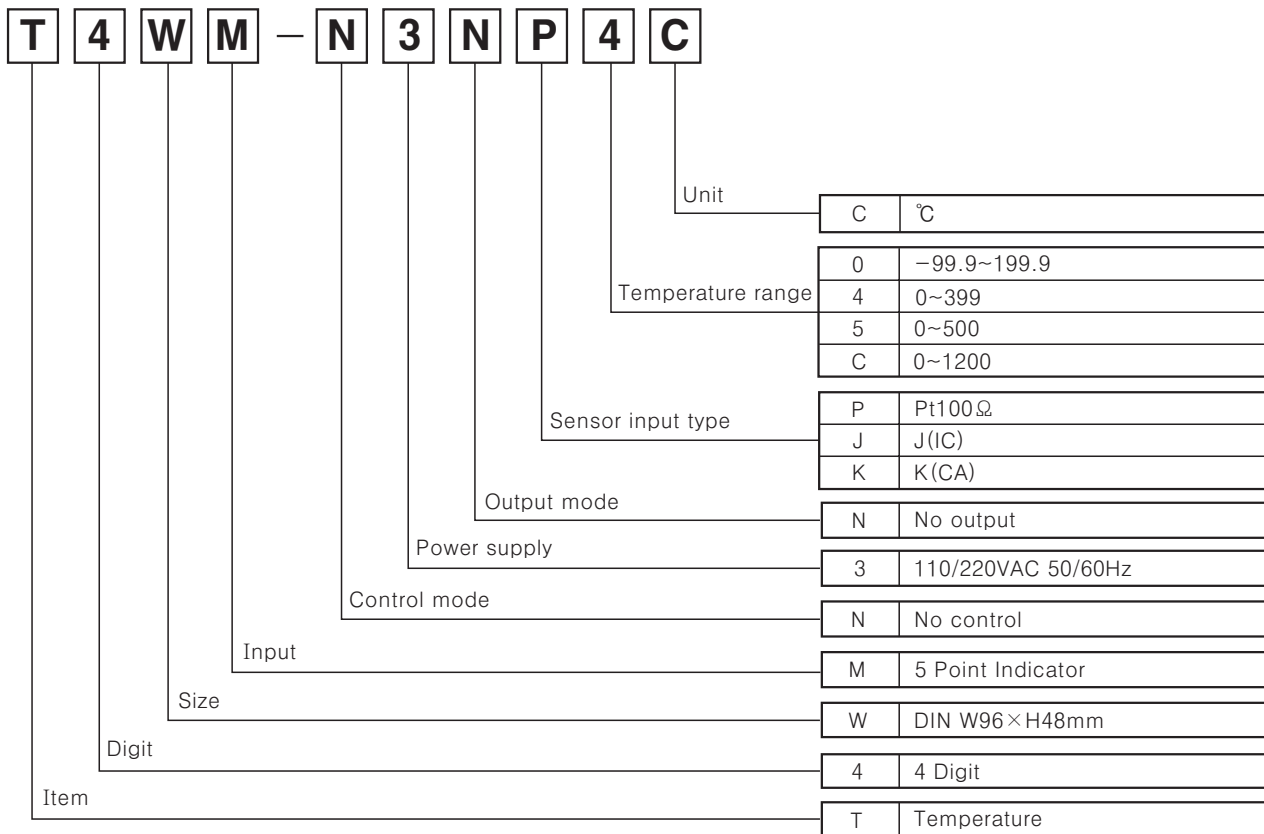 T 4 W M − N 3 N P 4 C
Unit
C ℃
0 −99.9~199.9
Temperature range 4 0~399
5 0~500
C 0~1200
P Pt100Ω
Sensor input type
J J(IC)
K K(CA)
Output mode
N No output
Power supply
3 110/220VAC 50/60Hz
Control mode
N No control
Input
M 5 Point Indicator
Size
W DIN W96×H48mm
Digit
4 4 Digit
Item
T Temperature